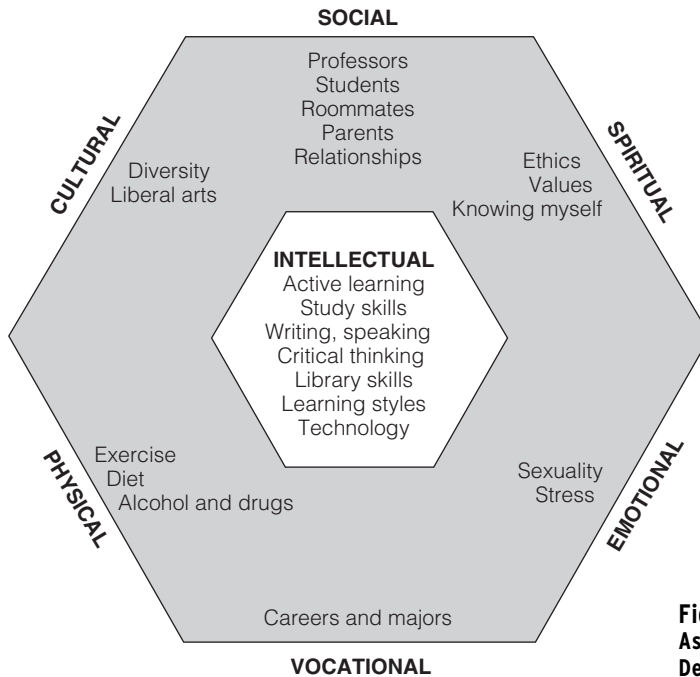 SOCIAL
Professors
Students
Roommates
Parents
Relationships
CULTURAL
Diversity
Liberal arts
SPIRITUAL
Ethics
Values
Knowing myself
INTELLECTUAL
Active learning
Study skills
Writing, speaking
Critical thinking
Library skills
Learning styles
Technology
PHYSICAL
Exercise
Diet
Alcohol and drugs
EMOTIONAL
Sexuality
Stress
Careers and majors
VOCATIONAL